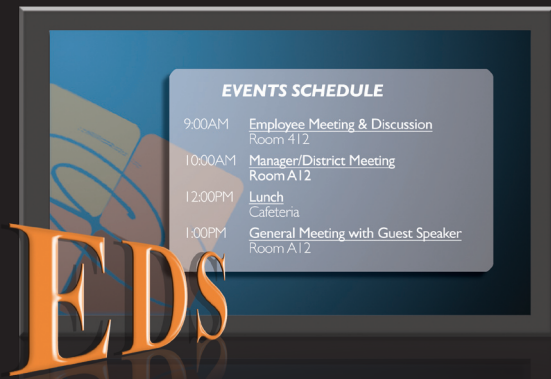 EVENTS SCHEDULE
9:00AM Employee Meeting & Discussion
Room 412
10:00AM Manager/District Meeting
Room A12
12:00PM Lunch
Cafeteria
1:00PM General Meeting with Guest Speaker
Room A12
EDS